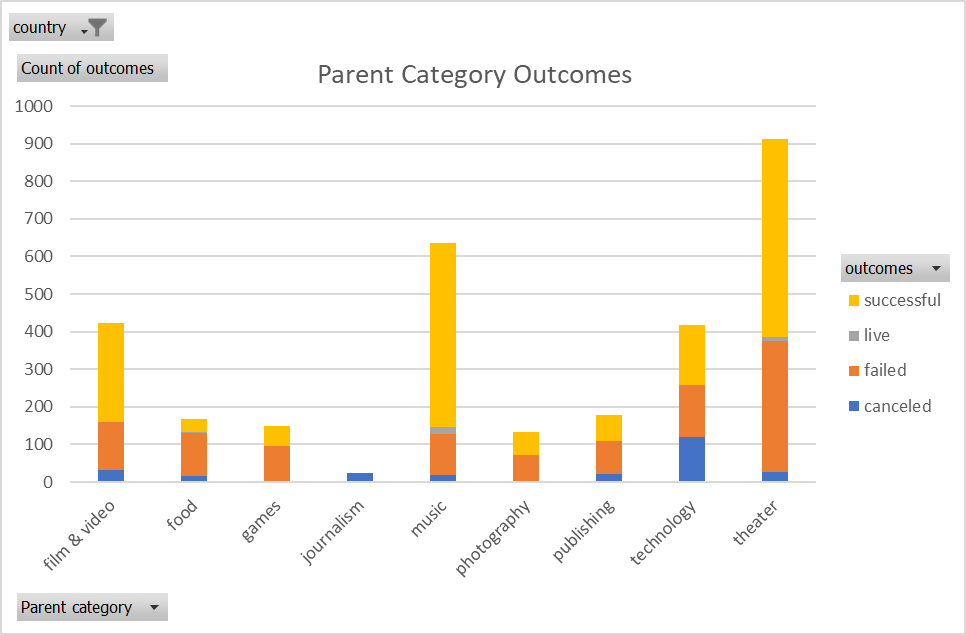 country
Count of outcomes
Parent Category Outcomes
1000
900
800
700
600
500
400
300
200
100
0
film & video
food
games
journalism
music
photography
publishing
technology
theater
outcomes
successful
live
failed
canceled
Parent category